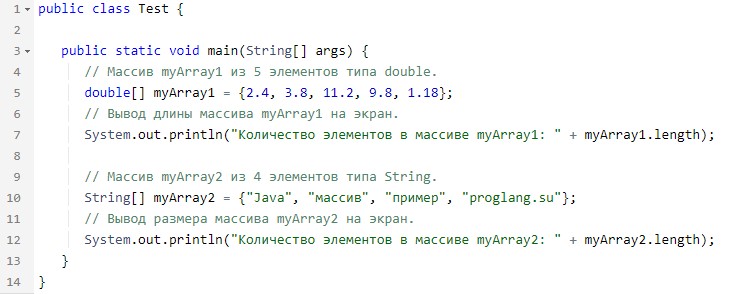 1 public class Test {
2
3 public static void main(String[] args) {
4 // Массив myArray1 из 5 элементов типа double.
5 double[] myArray1 = {2.4, 3.8, 11.2, 9.8, 1.18};
6 // Вывод длины массива myArray1 на экран.
7 System.out.println("Количество элементов в массиве myArray1: " + myArray1.length);
8
9 // Массив myArray2 из 4 элементов типа String.
10 String[] myArray2 = {"Java", "массив", "пример", "proglang.su"};
11 // Вывод размера массива myArray2 на экран.
12 System.out.println("Количество элементов в массиве myArray2: " + myArray2.length);
13 }
14 }